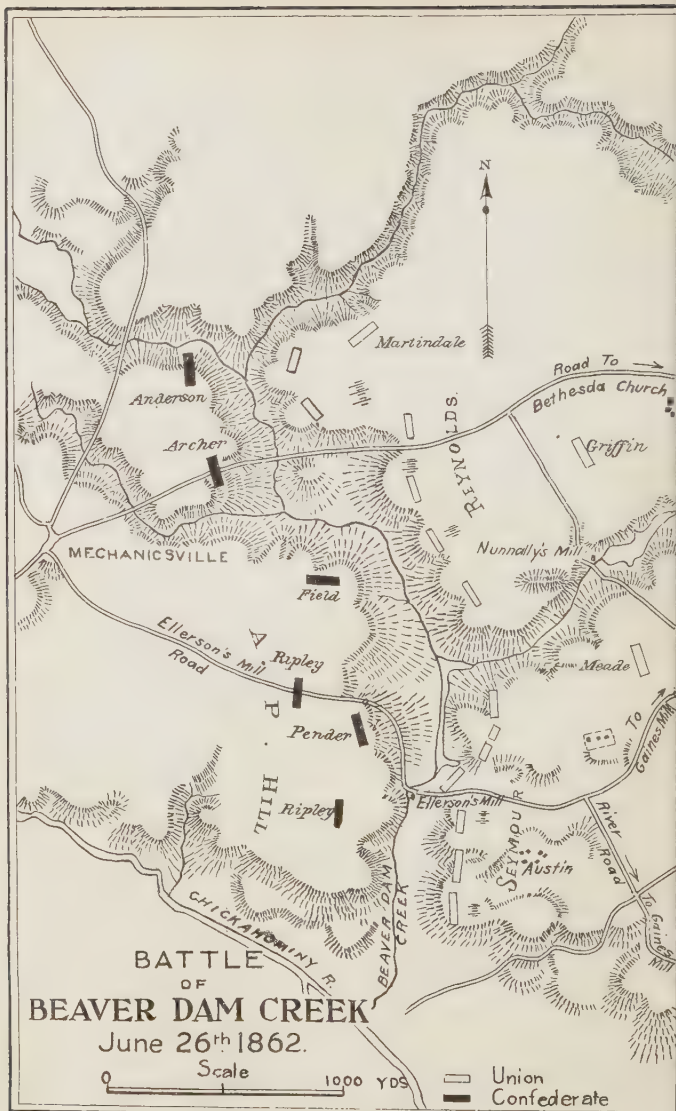 N
Martindale
Road To
Bethesda Church
Anderson
REYNOLDS.
Archer
Griffin
MECHANICSVILLE
Nunnally's Mill
Field
Ellerson's Mill
Road
A
Ripley
Meade
P.
Pender
TO
Gaines Mill
HILL
Ripley
Ellerson's Mill
SEYMOUR
River
Road
Austin
To Gaines
Mill
CHICKAHOMINY R.
BEAVER DAM
CREEK
BATTLE
OF
BEAVER DAM CREEK
June 26th 1862.
Scale
0 1000 YDS
Union
Confederate